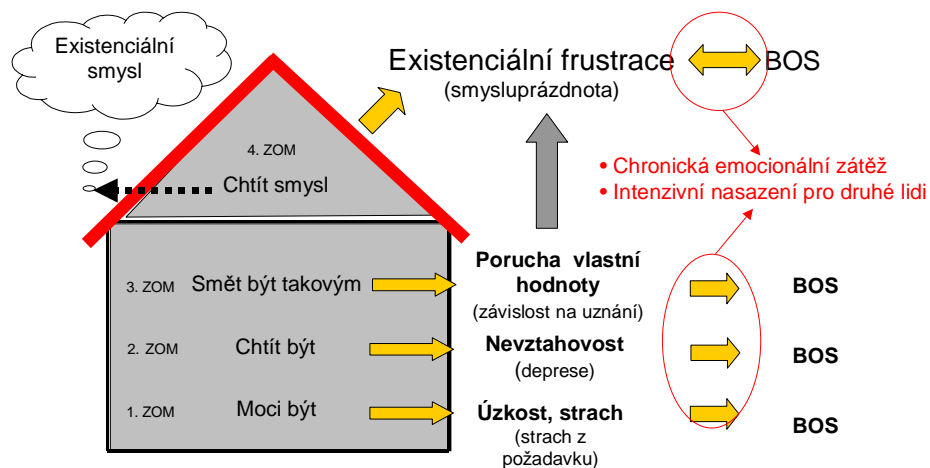 Existenciální
smysl
Existenciální frustrace
BOS
(smysluprázdnota)
4. ZOM
Chtít smysl
• Chronická emocionální zátěž
• Intenzivní nasazení pro druhé lidi
3. ZOM
Smět být takovým
Porucha vlastní
hodnoty
(závislost na uznání)
BOS
2. ZOM
Chtít být
Nevztahovost
(deprese)
BOS
1. ZOM
Moci být
Úzkost, strach
(strach z
požadavku)
BOS